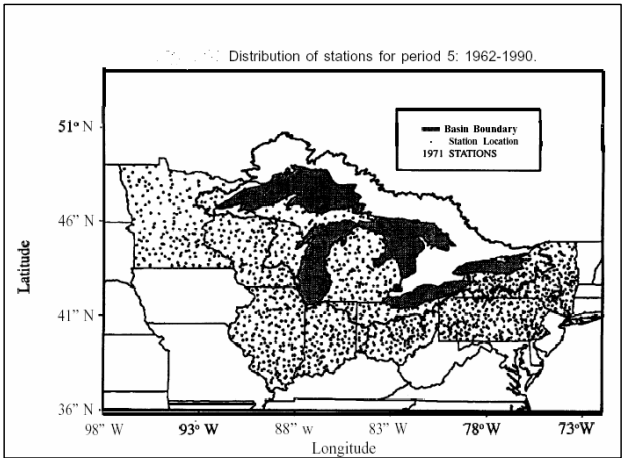 Distribution of stations for period 5: 1962-1990.
51° N
Basin Boundary
Station Location
1971 STATIONS
46° N
Latitude
41° N
36° N
98" W 93° W 88" W 83° W 78° W 73° W
Longitude